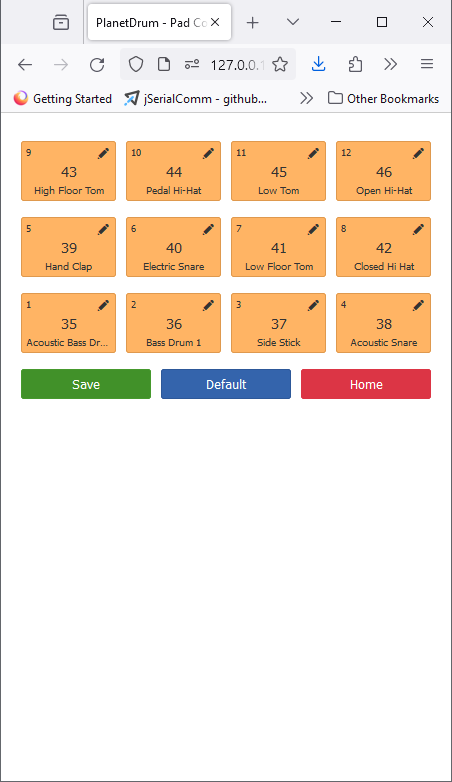 PlanetDrum - Pad Co
127.0.0.1
Getting Started
jSerialComm - github...
Other Bookmarks
9
43
High Floor Tom
10
44
Pedal Hi-Hat
11
45
Low Tom
12
46
Open Hi-Hat
5
39
Hand Clap
6
40
Electric Snare
7
41
Low Floor Tom
8
42
Closed Hi Hat
1
35
Acoustic Bass Dr...
2
36
Bass Drum 1
3
37
Side Stick
4
38
Acoustic Snare
Save
Default
Home